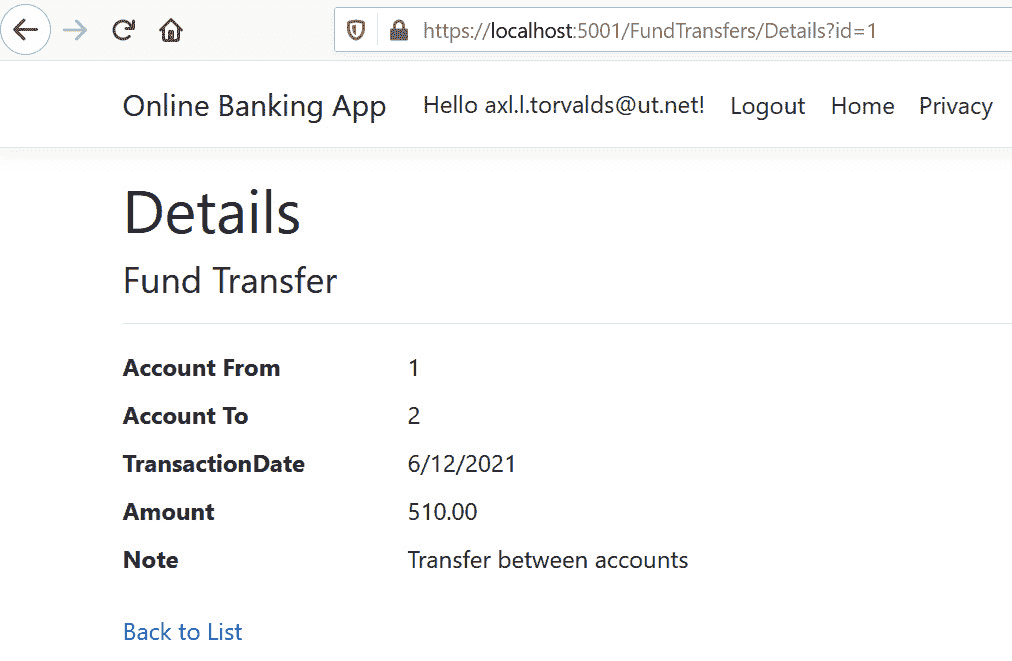 https://localhost:5001/FundTransfers/Details?id=1
Online Banking App Hello axl.l.torvalds@ut.net! Logout Home Privacy
Details
Fund Transfer
Account From 1
Account To 2
TransactionDate 6/12/2021
Amount 510.00
Note Transfer between accounts
Back to List